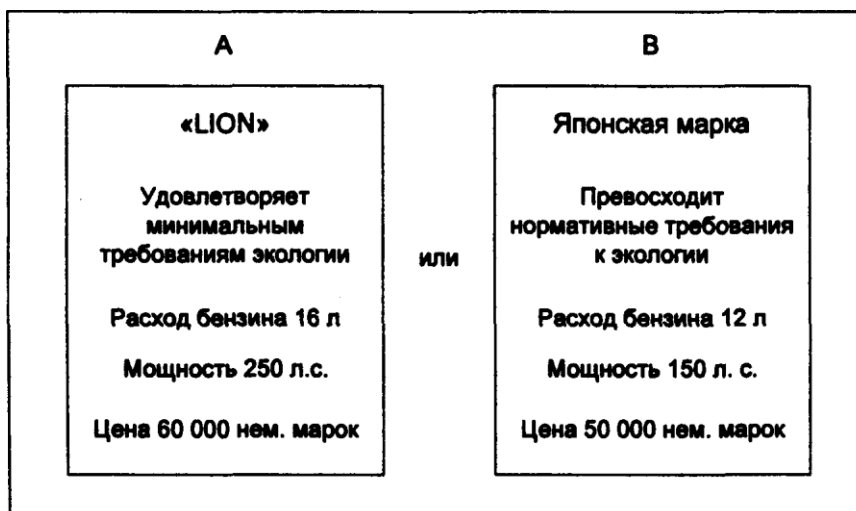 A
B
«LION»
Удовлетворяет
минимальным
требованиям экологии
Расход бензина 16 л
Мощность 250 л.с.
Цена 60 000 нем. марок
или
Японская марка
Превосходит
нормативные требования
к экологии
Расход бензина 12 л
Мощность 150 л. с.
Цена 50 000 нем. марок